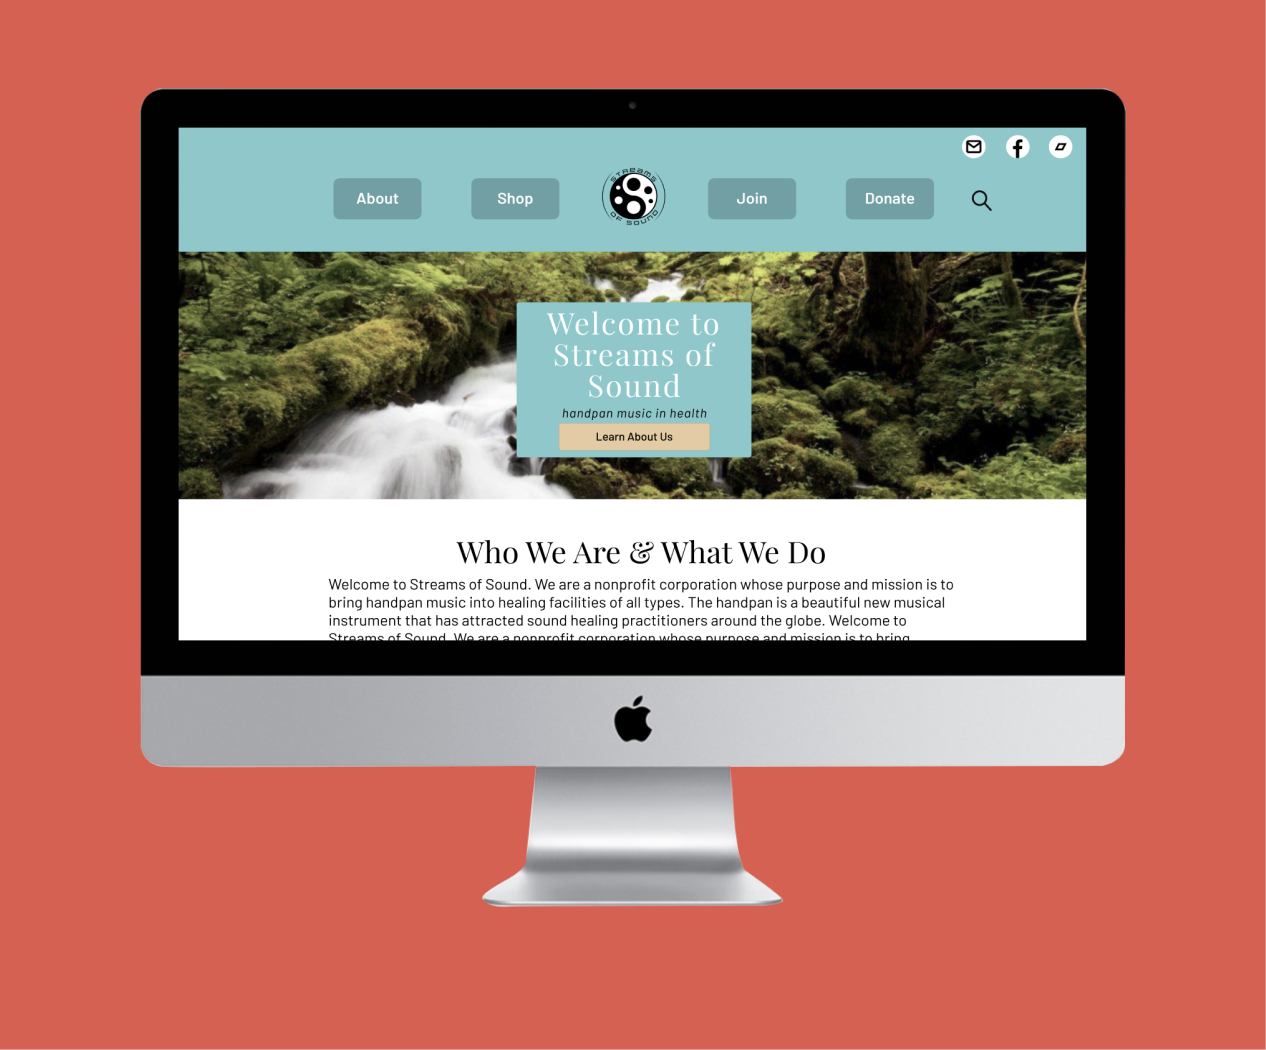 About
Shop
STREAMS
OF SOUND
Join
Donate
Welcome to
Streams of
Sound
handpan music in health
Learn About Us
Who We Are & What We Do
Welcome to Streams of Sound. We are a nonprofit corporation whose purpose and mission is to
bring handpan music into healing facilities of all types. The handpan is a beautiful new musical
instrument that has attracted sound healing practitioners around the globe. Welcome to
Streams of Sound. We are a nonprofit corporation whose purpose and mission is to bring